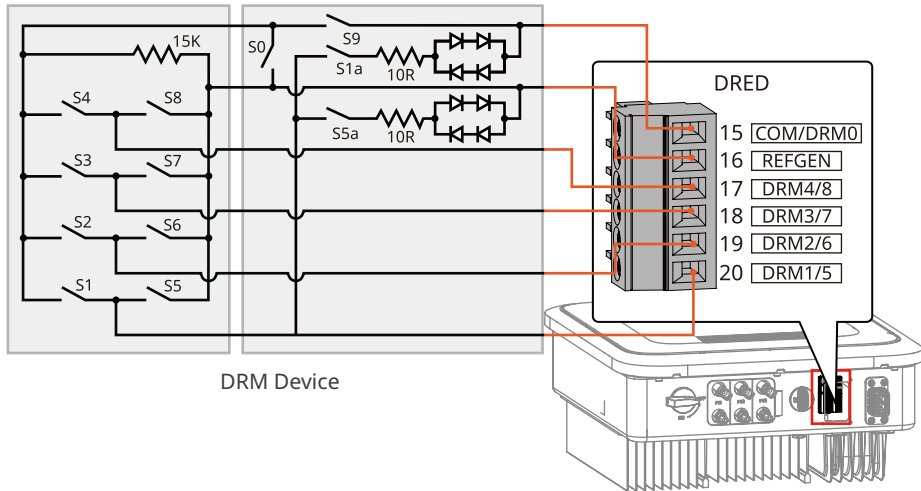 15K
S0
S9
S1a
10R
S5a
10R
S4
S8
S3
S7
S2
S6
S1
S5
DRM Device
DRED
15 COM/DRM0
16 REFGEN
17 DRM4/8
18 DRM3/7
19 DRM2/6
20 DRM1/5